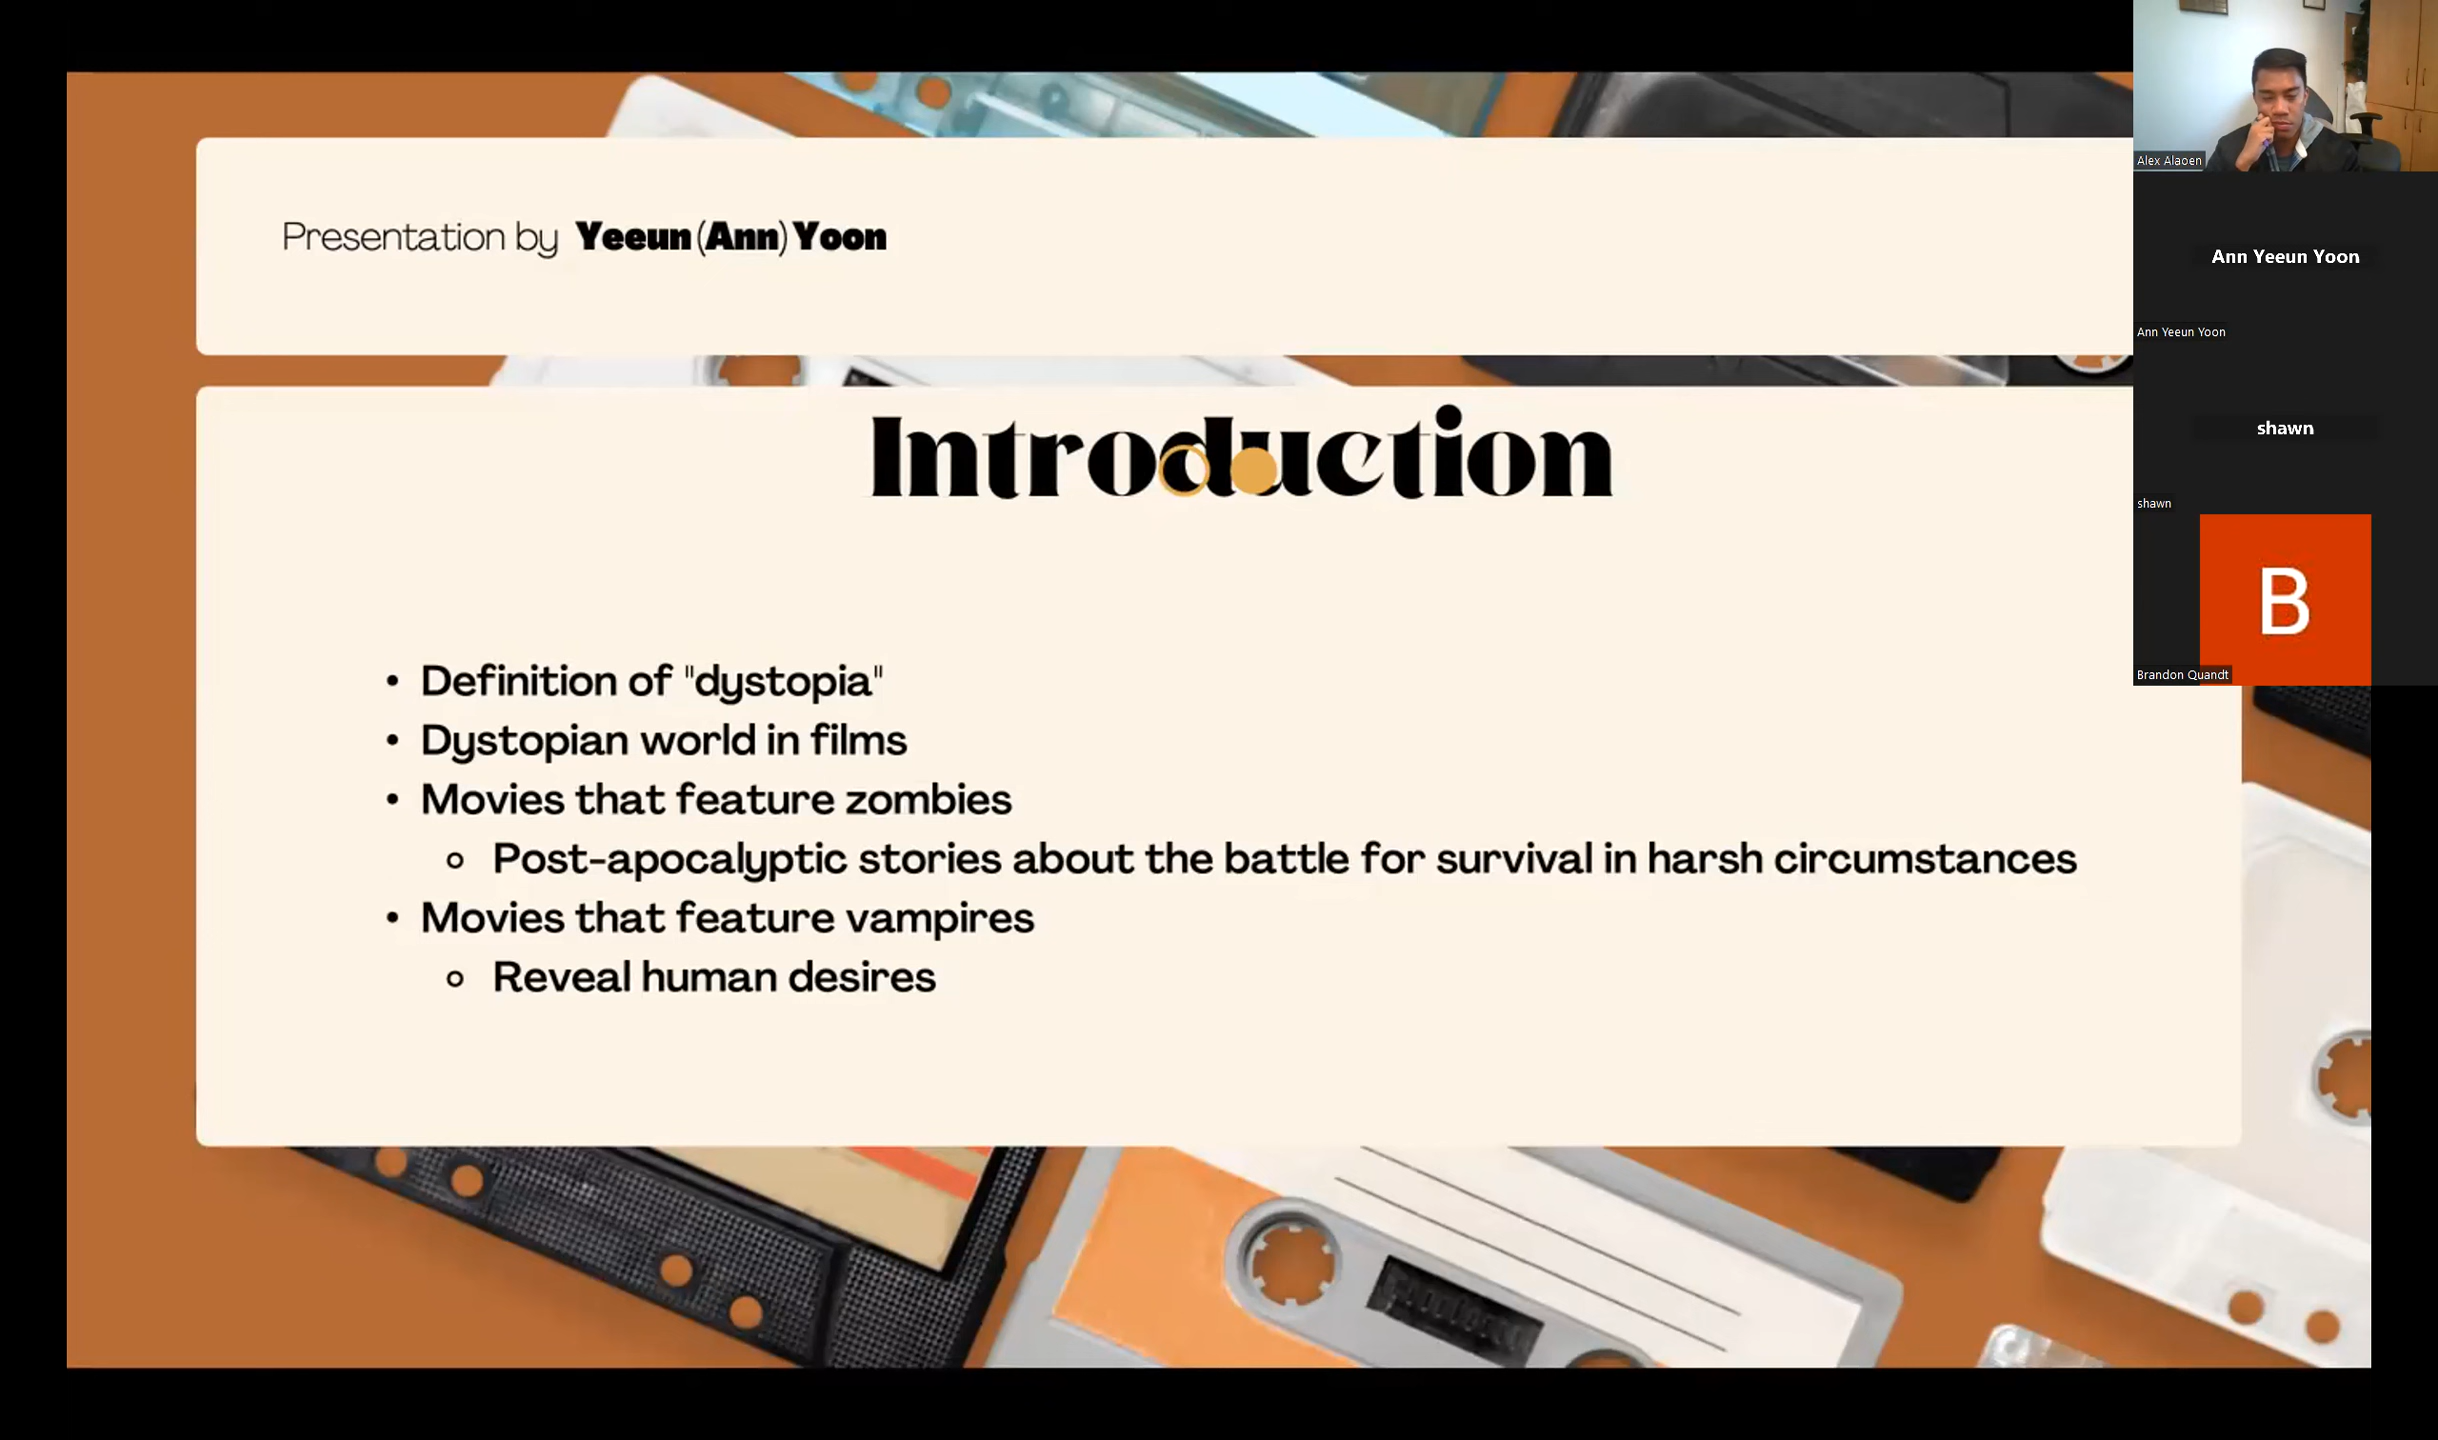 Presentation by Yeeun (Ann) Yoon
Introduction
• Definition of "dystopia"
• Dystopian world in films
• Movies that feature zombies
○ Post-apocalyptic stories about the battle for survival in harsh circumstances
• Movies that feature vampires
○ Reveal human desires
Alex Alaoen
Ann Yeeun Yoon
Ann Yeeun Yoon
shawn
shawn
B
Brandon Quandt